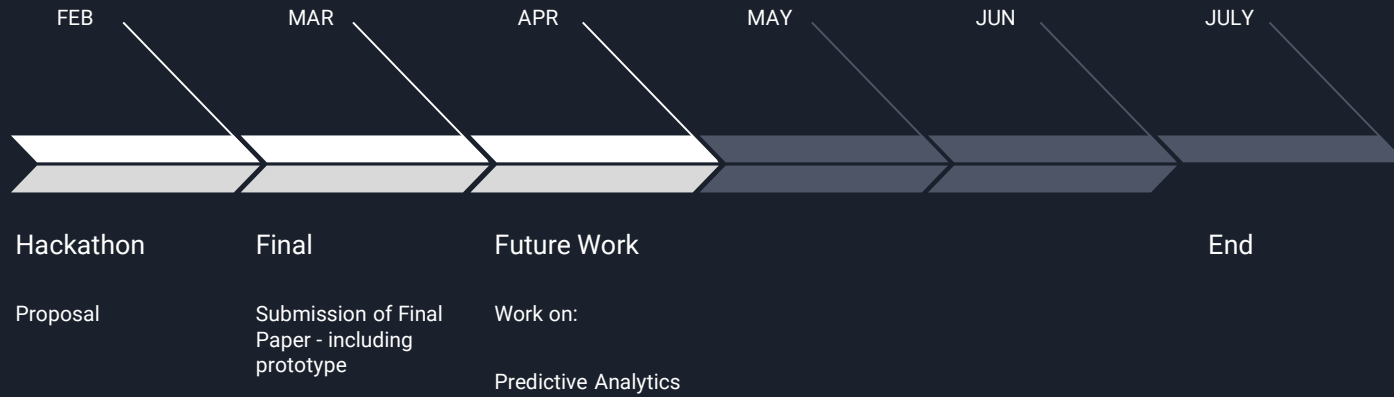 FEB
MAR
APR
MAY
JUN
JULY
Hackathon
Final
Future Work
End
Proposal
Submission of Final
Paper - including
prototype
Work on:
Predictive Analytics